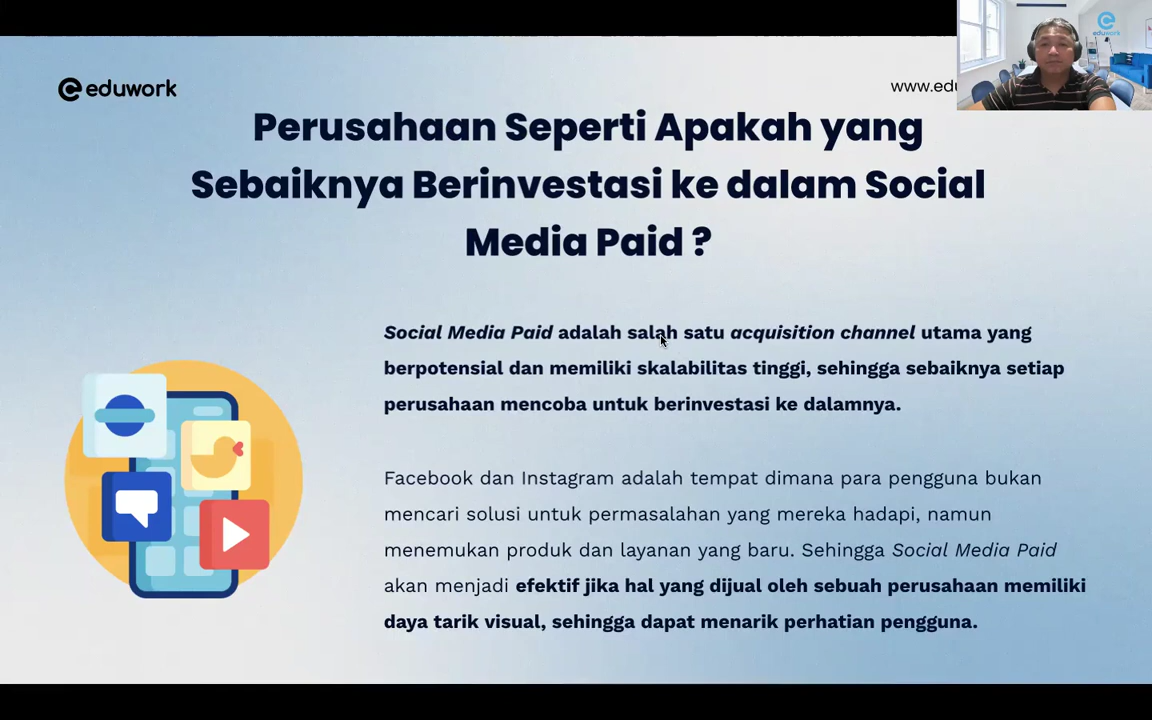 eduwork
www.edu
eduwork
Perusahaan Seperti Apakah yang
Sebaiknya Berinvestasi ke dalam Social
Media Paid ?
Social Media Paid adalah salah satu acquisition channel utama yang
berpotensial dan memiliki skalabilitas tinggi, sehingga sebaiknya setiap
perusahaan mencoba untuk berinvestasi ke dalamnya.
Facebook dan Instagram adalah tempat dimana para pengguna bukan
mencari solusi untuk permasalahan yang mereka hadapi, namun
menemukan produk dan layanan yang baru. Sehingga Social Media Paid
akan menjadi efektif jika hal yang dijual oleh sebuah perusahaan memiliki
daya tarik visual, sehingga dapat menarik perhatian pengguna.